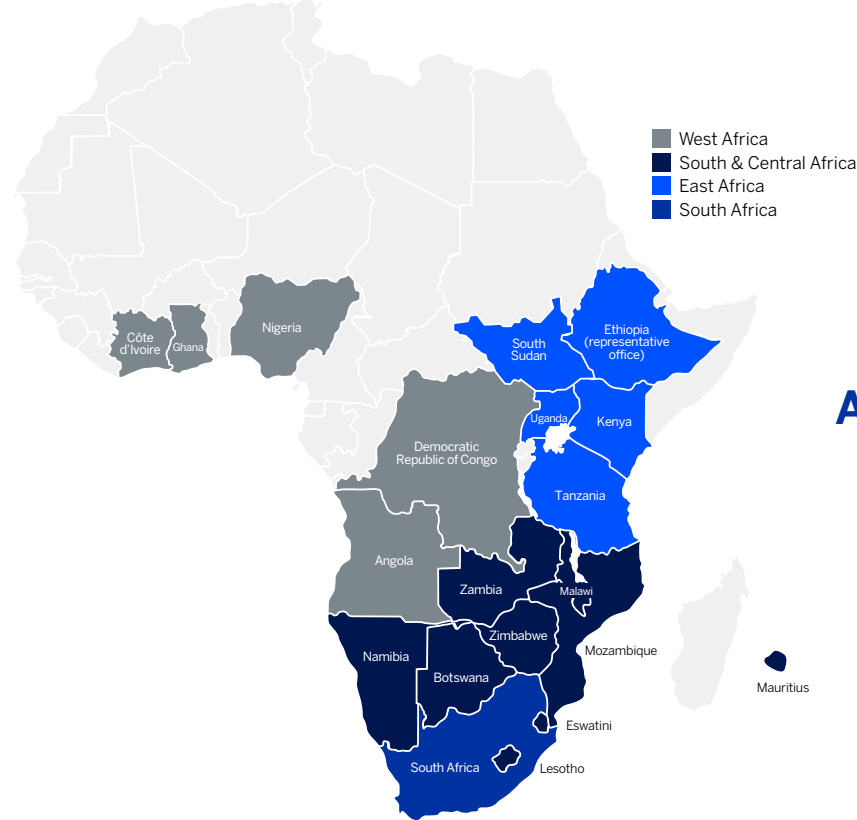 West Africa
South & Central Africa
East Africa
South Africa
Côte
d'Ivoire
Ghana
Nigeria
South
Sudan
Ethiopia
(representative
office)
Uganda
Kenya
Democratic
Republic of Congo
Tanzania
Angola
Zambia
Malawi
Zimbabwe
Mozambique
Namibia
Botswana
Mauritius
Eswatini
South Africa
Lesotho
A